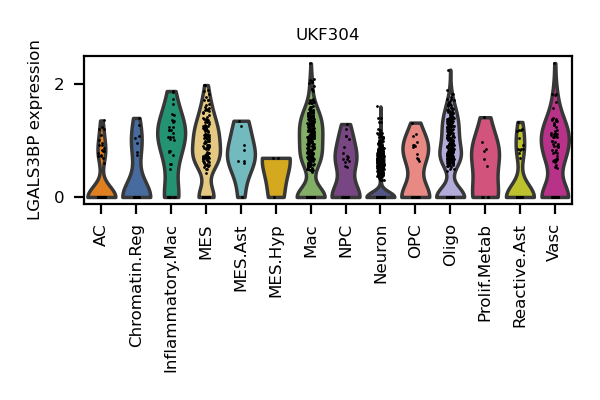 UKF304
LGALS3BP expression
2
0
AC
Chromatin.Reg
Inflammatory.Mac
MES
MES.Ast
MES.Hyp
Mac
NPC
Neuron
OPC
Oligo
Prolif.Metab
Reactive.Ast
Vasc